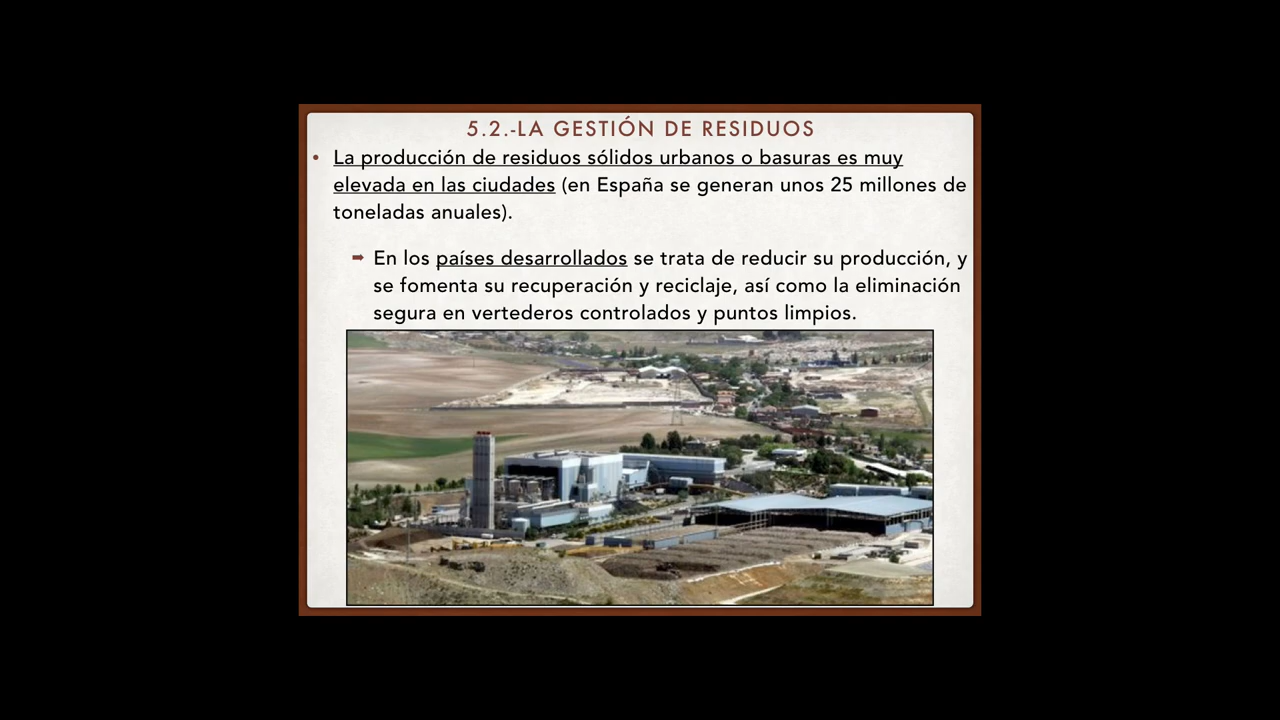 5.2.-LA GESTIÓN DE RESIDUOS
• La producción de residuos sólidos urbanos o basuras es muy
elevada en las ciudades (en España se generan unos 25 millones de
toneladas anuales).
➡ En los países desarrollados se trata de reducir su producción, y
se fomenta su recuperación y reciclaje, así como la eliminación
segura en vertederos controlados y puntos limpios.